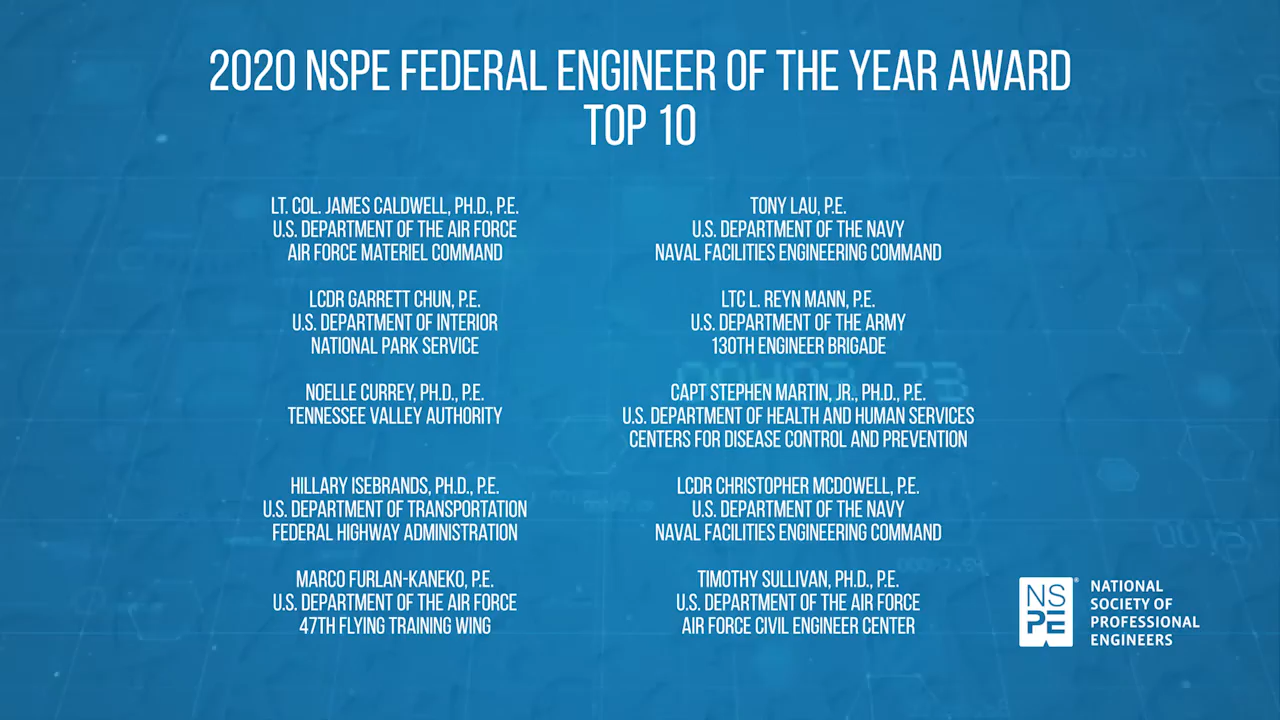 2020 NSPE FEDERAL ENGINEER OF THE YEAR AWARD
TOP 10
LT. COL. JAMES CALDWELL, PH.D., P.E.
U.S. DEPARTMENT OF THE AIR FORCE
AIR FORCE MATERIEL COMMAND
LCDR GARRETT CHUN, P.E.
U.S. DEPARTMENT OF INTERIOR
NATIONAL PARK SERVICE
NOELLE CURREY, PH.D., P.E.
TENNESSEE VALLEY AUTHORITY
HILLARY ISEBRANDS, PH.D., P.E.
U.S. DEPARTMENT OF TRANSPORTATION
FEDERAL HIGHWAY ADMINISTRATION
MARCO FURLAN-KANEKO, P.E.
U.S. DEPARTMENT OF THE AIR FORCE
47TH FLYING TRAINING WING
TONY LAU, P.E.
U.S. DEPARTMENT OF THE NAVY
NAVAL FACILITIES ENGINEERING COMMAND
LTC L. REYN MANN, P.E.
U.S. DEPARTMENT OF THE ARMY
130TH ENGINEER BRIGADE
CAPT STEPHEN MARTIN, JR., PH.D., P.E.
U.S. DEPARTMENT OF HEALTH AND HUMAN SERVICES
CENTERS FOR DISEASE CONTROL AND PREVENTION
LCDR CHRISTOPHER MCDOWELL, P.E.
U.S. DEPARTMENT OF THE NAVY
NAVAL FACILITIES ENGINEERING COMMAND
TIMOTHY SULLIVAN, PH.D., P.E.
U.S. DEPARTMENT OF THE AIR FORCE
AIR FORCE CIVIL ENGINEER CENTER
NS
PE
®
NATIONAL
SOCIETY OF
PROFESSIONAL
ENGINEERS